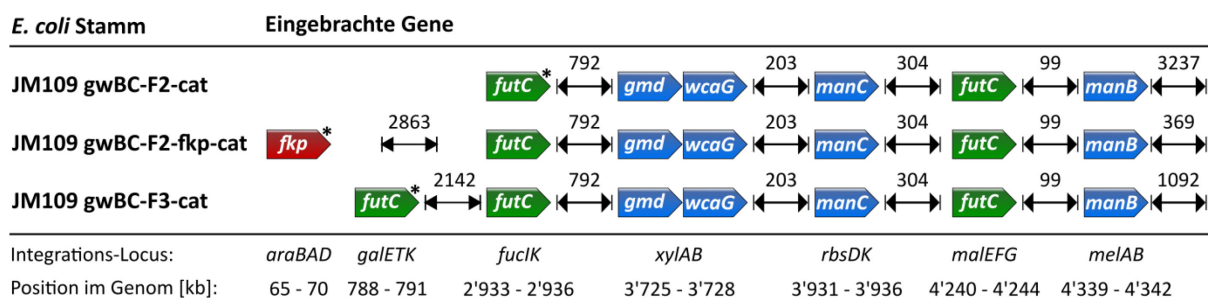 E. coli Stamm Eingebrachte Gene
792 203 304 99 3237
JM109 gwBC-F2-cat futC* gmd wcaG manC futC manB
2863 792 203 304 99 369
JM109 gwBC-F2-fkp-cat fkp* futC gmd wcaG manC futC manB
2142 792 203 304 99 1092
JM109 gwBC-F3-cat futC* futC gmd wcaG manC futC manB
Integrations-Locus: araBAD galETK fucIK xylAB rbsDK malEFG melAB
Position im Genom [kb]: 65 - 70 788 - 791 2'933 - 2'936 3'725 - 3'728 3'931 - 3'936 4'240 - 4'244 4'339 - 4'342